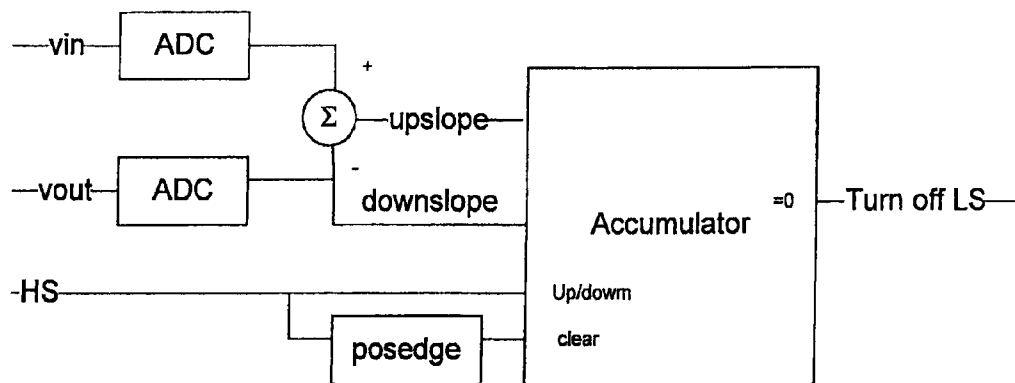 vin
ADC
+
Σ
upslope
-
vout
ADC
downslope
=0
Turn off LS
Accumulator
HS
Up/dowm
posedge
clear